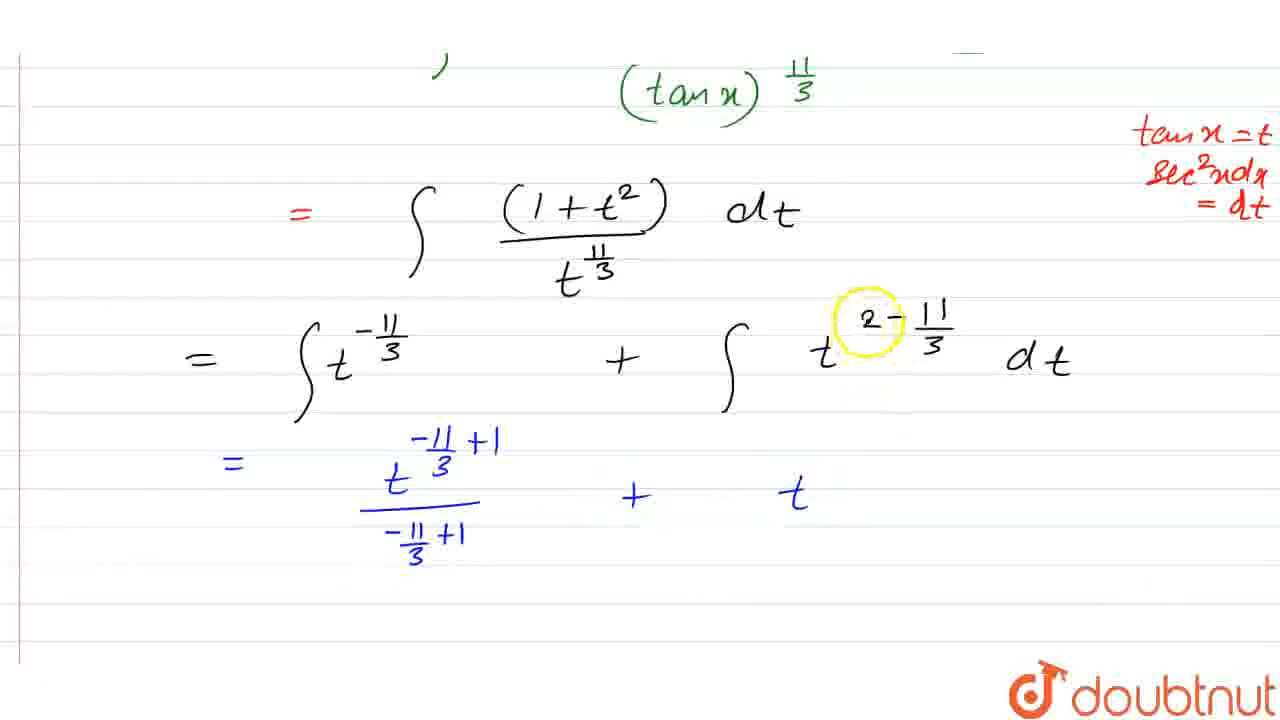 (tan x)^{11/3}
tan x = t
sec²x dx
= dt
= ∫ (1 + t²) / t^{11/3} dt
= ∫ t^{-11/3} + ∫ t^{2 - 11/3} dt
= t^{-11/3 + 1} / (-11/3 + 1) + t
doubtnut